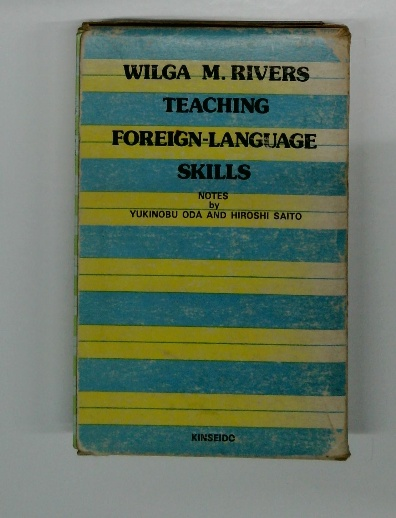 WILGA M. RIVERS
TEACHING
FOREIGN-LANGUAGE
SKILLS
NOTES
by
YUKINOBU ODA AND HIROSHI SAITO
KINSEIDO